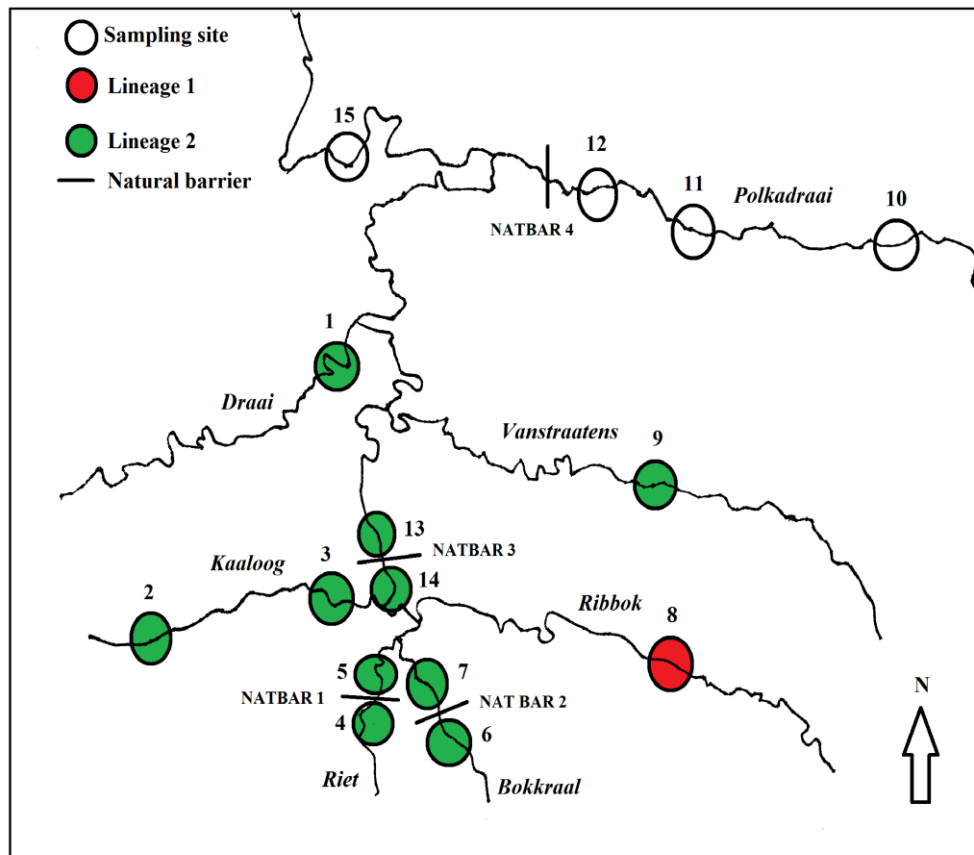 Sampling site
Lineage 1
Lineage 2
Natural barrier
15
12
11
Polkadraai
10
NATBAR 4
1
Draai
Vanstraatens
9
13
NATBAR 3
Kaaloog
3
14
2
Ribbok
8
5
7
NATBAR 1
NAT BAR 2
4
6
N
Riet
Bokkraal